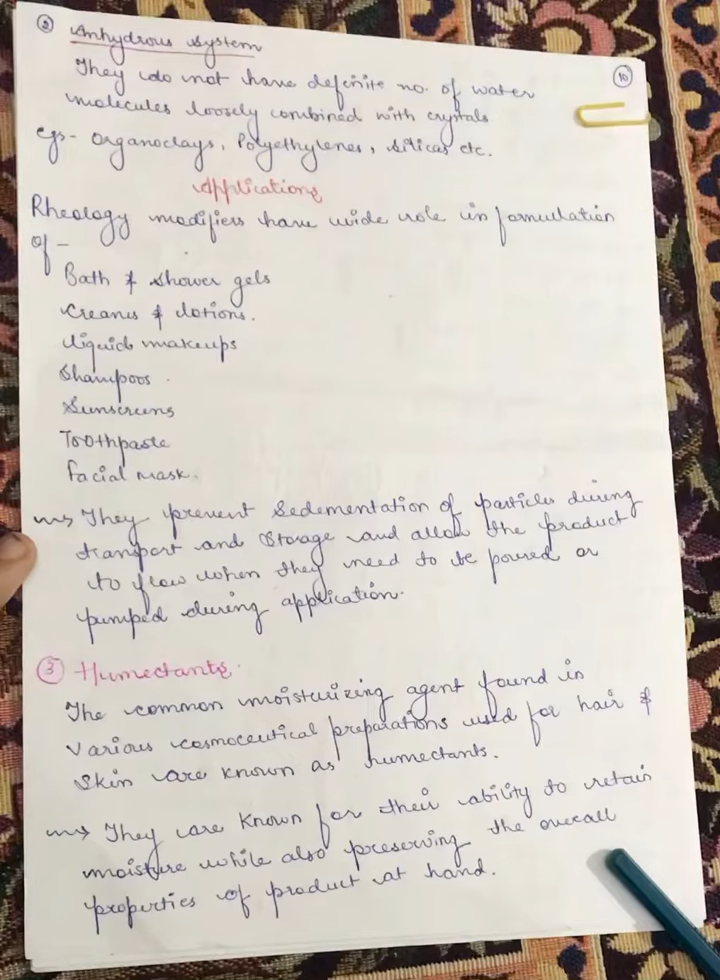 ② Anhydrous System
⑩
They do not have definite no. of water
molecules loosely combined with crystals
eg:- Organoclays, Polyethylenes, Silicas etc.
Applications
Rheology modifiers have wide role in formulation
of -
Bath & Shower gels
Creams & lotions.
Liquid makeups
Shampoos
Sunscreens
Toothpaste
Facial mask.
They prevent Sedementation of particles during
transport and storage and allow the product
to flow when they need to be poured or
pumped during application.
③ Humectants.
The common moisturizing agent found in
various cosmoceutical preparations used for hair &
skin are known as humectants.
They are known for their ability to retain
moisture while also preserving the overall
properties of product at hand.